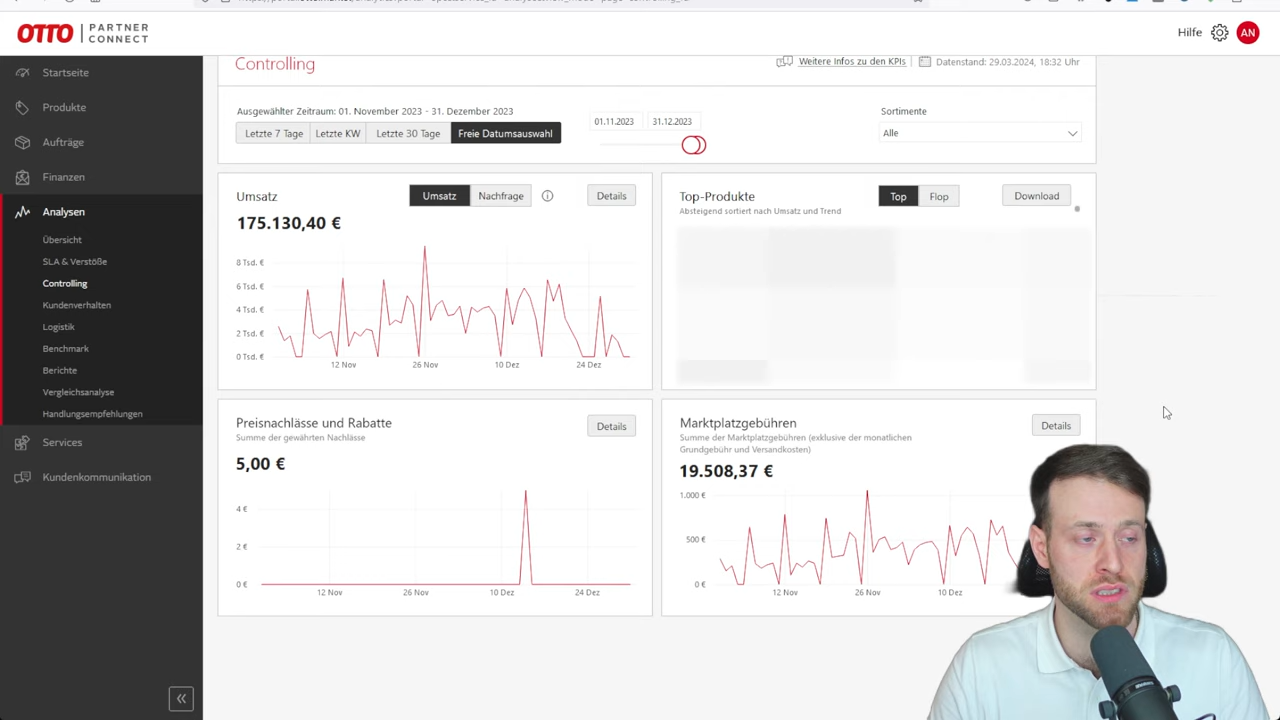 OTTO | PARTNER CONNECT
Hilfe
AN
Startseite
Produkte
Aufträge
Finanzen
Analysen
Übersicht
SLA & Verstöße
Controlling
Kundenverhalten
Logistik
Benchmark
Berichte
Vergleichsanalyse
Handlungsempfehlungen
Services
Kundenkommunikation
Controlling
Weitere Infos zu den KPIs
Datenstand: 29.03.2024, 18:32 Uhr
Ausgewählter Zeitraum: 01. November 2023 - 31. Dezember 2023
Letzte 7 Tage
Letzte KW
Letzte 30 Tage
Freie Datumsauswahl
01.11.2023
31.12.2023
Sortimente
Alle
Umsatz
Umsatz
Nachfrage
Details
175.130,40 €
8 Tsd. €
6 Tsd. €
4 Tsd. €
2 Tsd. €
0 Tsd. €
12 Nov
26 Nov
10 Dez
24 Dez
Top-Produkte
Absteigend sortiert nach Umsatz und Trend
Top
Flop
Download
Preisnachlässe und Rabatte
Summe der gewährten Nachlässe
Details
5,00 €
4 €
2 €
0 €
12 Nov
26 Nov
10 Dez
24 Dez
Marktplatzgebühren
Summe der Marktplatzgebühren (exklusive der monatlichen
Grundgebühr und Versandkosten)
Details
19.508,37 €
1.000 €
500 €
0 €
12 Nov
26 Nov
10 Dez